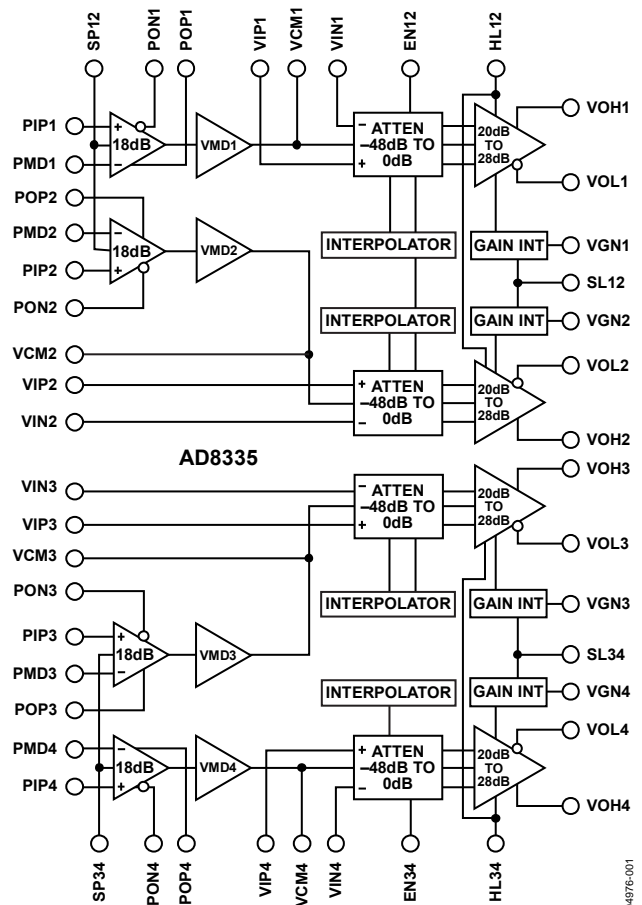 SP12
PON1
POP1
VIP1
VCM1
VIN1
EN12
HL12
PIP1
PMD1
POP2
PMD2
PIP2
PON2
VCM2
VIP2
VIN2
+
18dB
–
VMD1
–
ATTEN
–48dB TO
0dB
+
20dB
TO
28dB
VOH1
VOL1
–
18dB
+
VMD2
INTERPOLATOR
GAIN INT
VGN1
SL12
INTERPOLATOR
GAIN INT
VGN2
+
ATTEN
–48dB TO
0dB
–
20dB
TO
28dB
VOL2
VOH2
AD8335
VIN3
VIP3
VCM3
PON3
PIP3
PMD3
POP3
PMD4
PIP4
–
ATTEN
–48dB TO
0dB
+
20dB
TO
28dB
VOH3
VOL3
INTERPOLATOR
GAIN INT
VGN3
+
18dB
–
VMD3
SL34
INTERPOLATOR
GAIN INT
VGN4
–
18dB
+
VMD4
+
ATTEN
–48dB TO
0dB
–
20dB
TO
28dB
VOL4
VOH4
SP34
PON4
POP4
VIP4
VCM4
VIN4
EN34
HL34